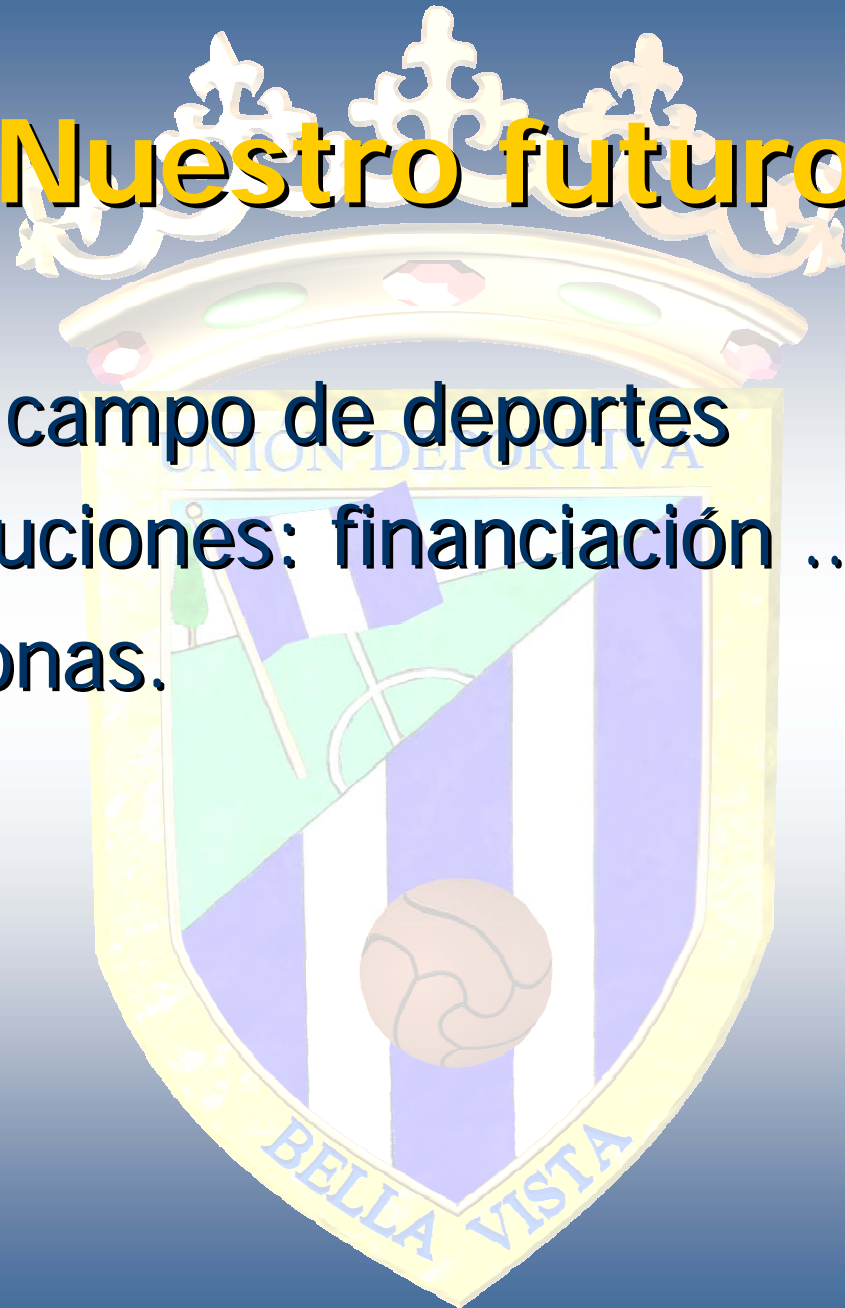 Nuestro futuro
campo de deportes
UNION DEPORTIVA
uciones: financiación ..
onas.
BELLA VISTA